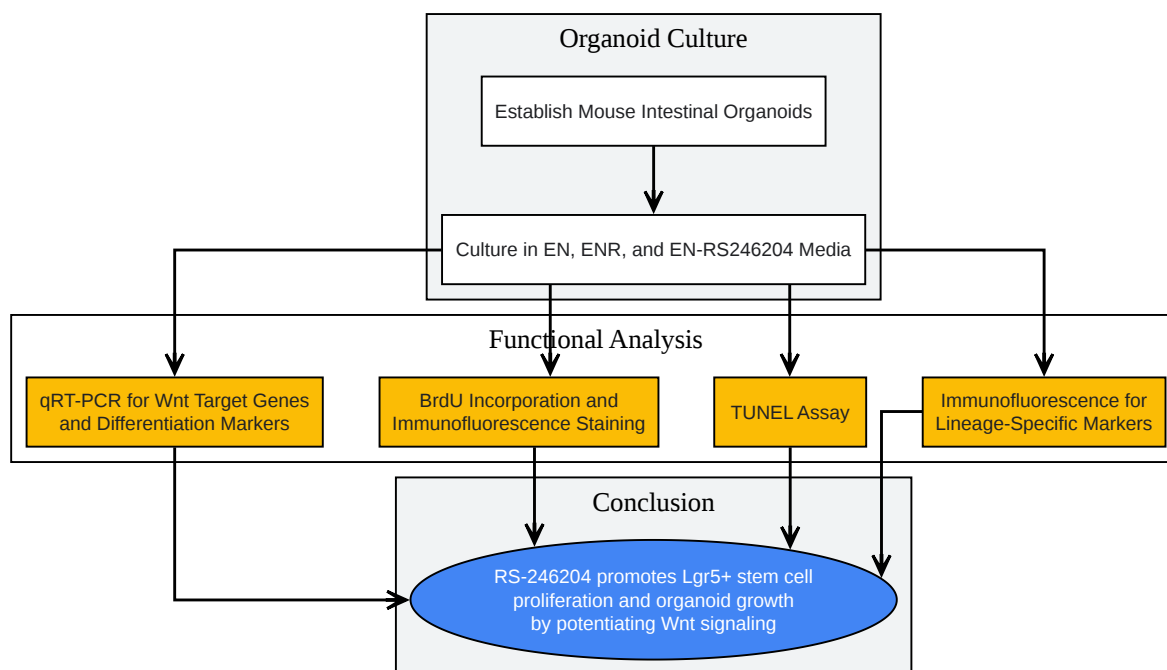 Organoid Culture
Establish Mouse Intestinal Organoids
Culture in EN, ENR, and EN-RS246204 Media
Functional Analysis
qRT-PCR for Wnt Target Genes
and Differentiation Markers
BrdU Incorporation and
Immunofluorescence Staining
TUNEL Assay
Immunofluorescence for
Lineage-Specific Markers
Conclusion
RS-246204 promotes Lgr5+ stem cell
proliferation and organoid growth
by potentiating Wnt signaling